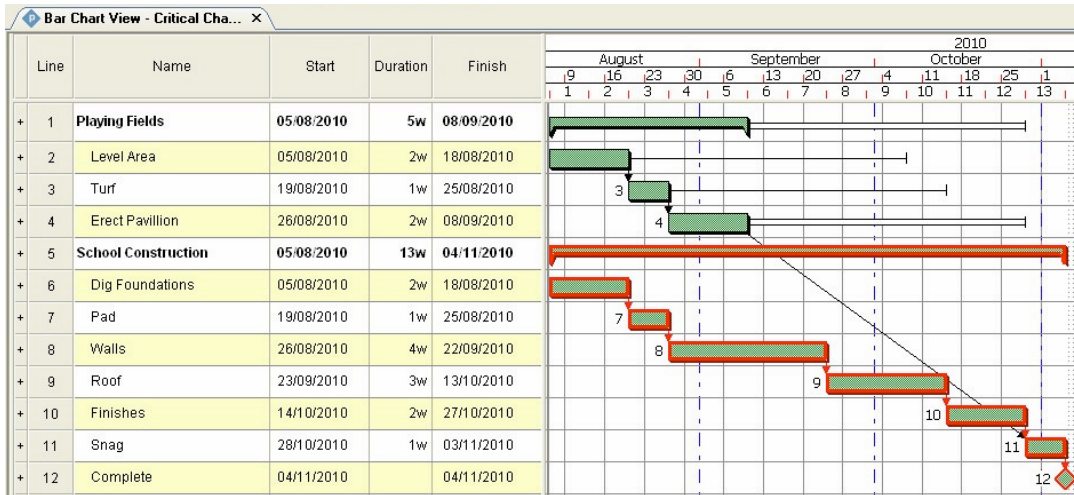 Bar Chart View - Critical Cha... ×
2010
August September October
Line Name Start Duration Finish
9 16 23 30 6 13 20 27 4 11 18 25 1
1 2 3 4 5 6 7 8 9 10 11 12 13
+ 1 Playing Fields 05/08/2010 5w 08/09/2010
+ 2 Level Area 05/08/2010 2w 18/08/2010
+ 3 Turf 19/08/2010 1w 25/08/2010 3
+ 4 Erect Pavillion 26/08/2010 2w 08/09/2010 4
+ 5 School Construction 05/08/2010 13w 04/11/2010
+ 6 Dig Foundations 05/08/2010 2w 18/08/2010
+ 7 Pad 19/08/2010 1w 25/08/2010 7
+ 8 Walls 26/08/2010 4w 22/09/2010 8
+ 9 Roof 23/09/2010 3w 13/10/2010 9
+ 10 Finishes 14/10/2010 2w 27/10/2010 10
+ 11 Snag 28/10/2010 1w 03/11/2010 11
+ 12 Complete 04/11/2010 04/11/2010 12